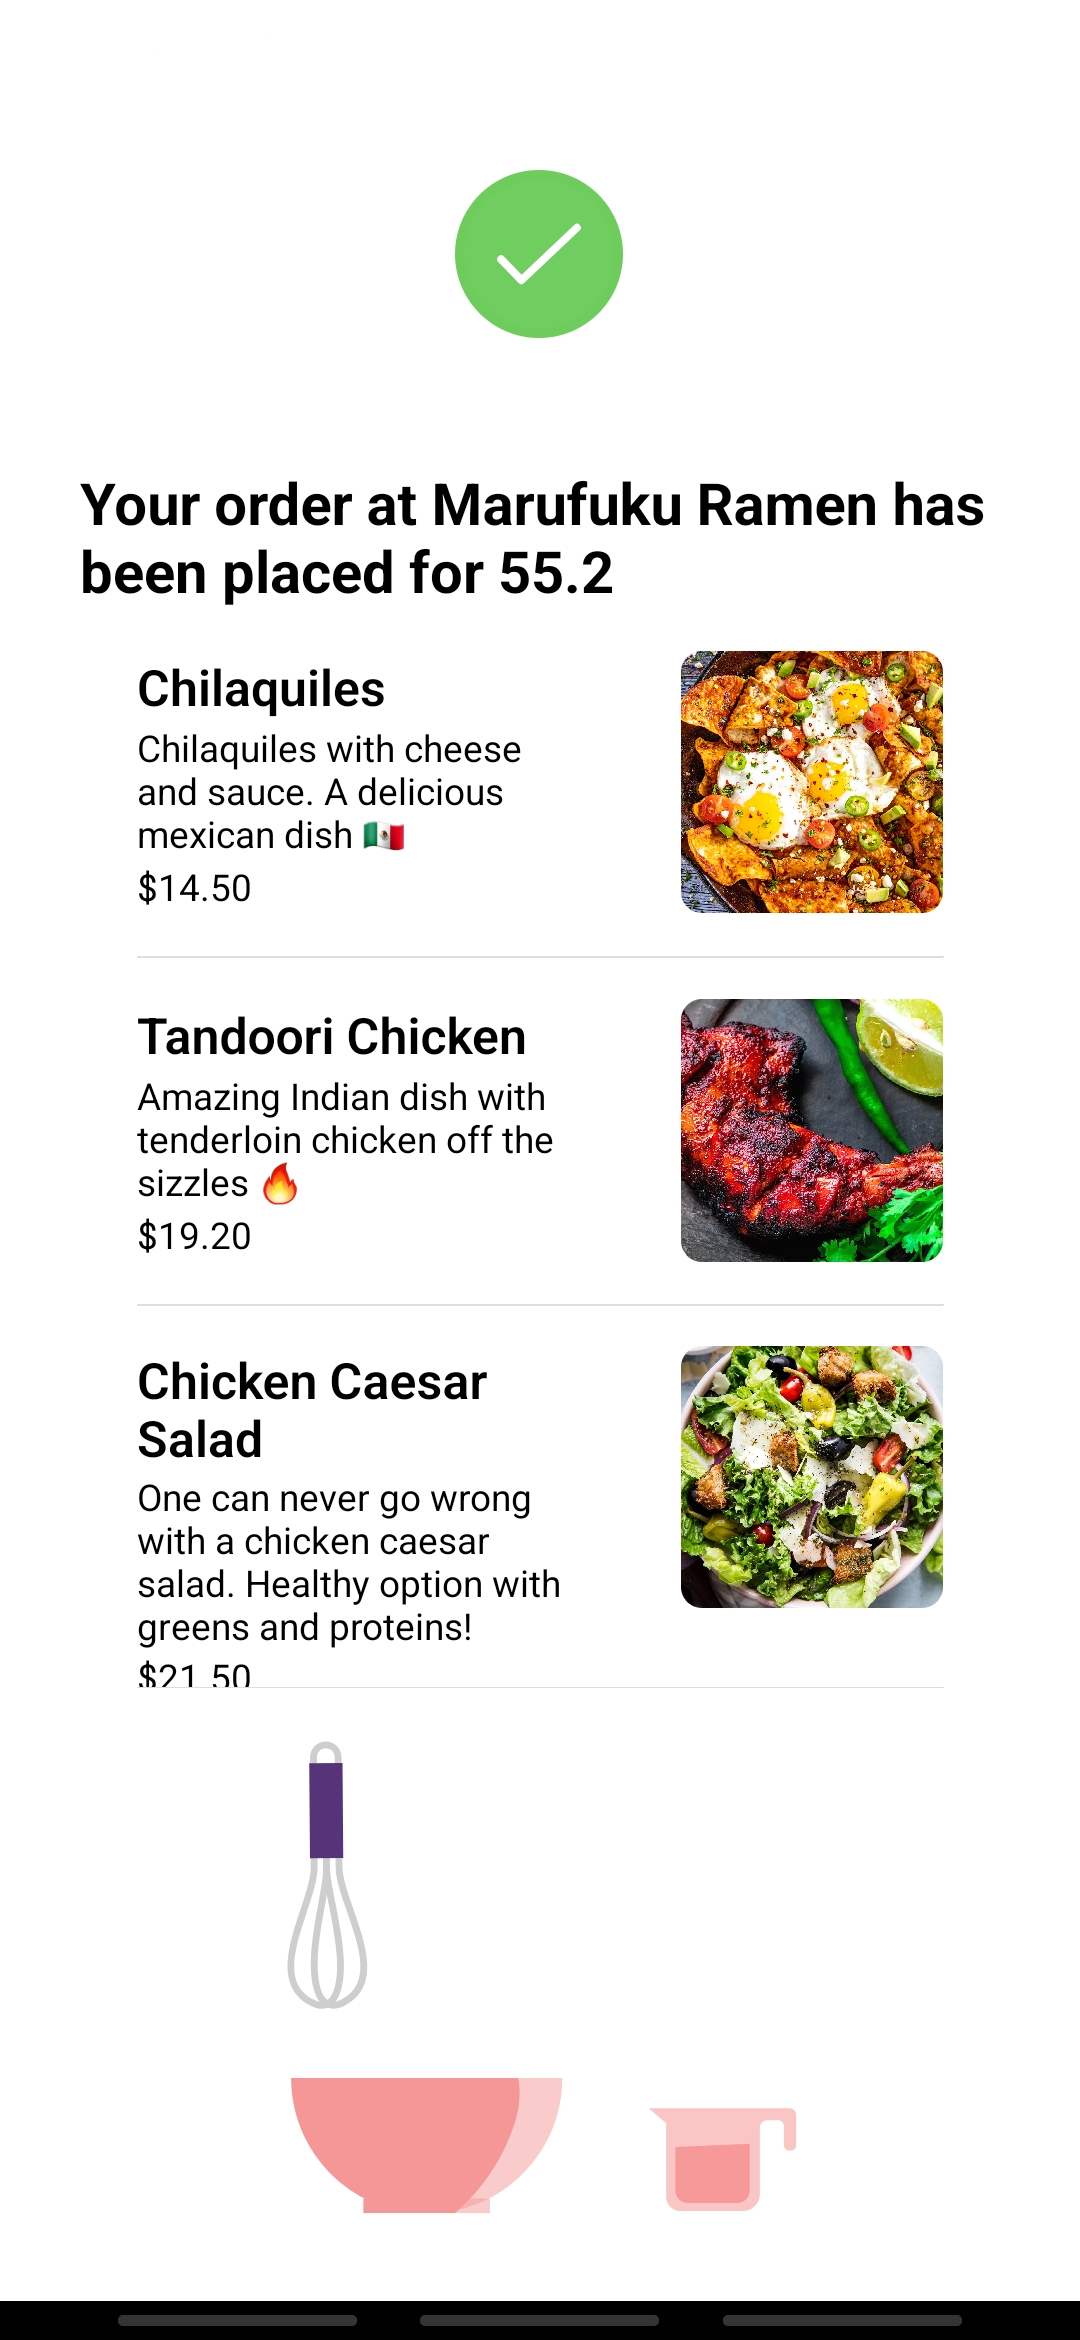 Your order at Marufuku Ramen has
been placed for 55.2
Chilaquiles
Chilaquiles with cheese
and sauce. A delicious
mexican dish 🇲🇽
$14.50
Tandoori Chicken
Amazing Indian dish with
tenderloin chicken off the
sizzles 🔥
$19.20
Chicken Caesar
Salad
One can never go wrong
with a chicken caesar
salad. Healthy option with
greens and proteins!
$21.50